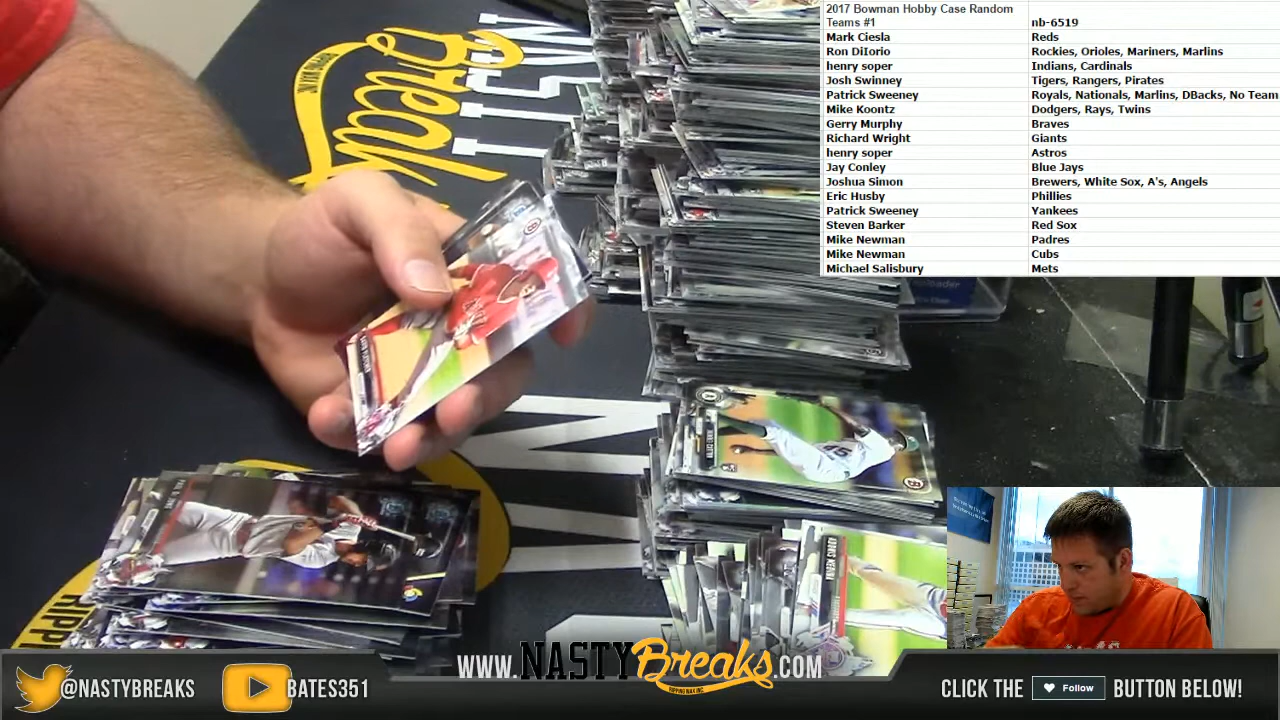 2017 Bowman Hobby Case Random
Teams #1 nb-6519
Mark Ciesla Reds
Ron DiIorio Rockies, Orioles, Mariners, Marlins
henry soper Indians, Cardinals
Josh Swinney Tigers, Rangers, Pirates
Patrick Sweeney Royals, Nationals, Marlins, DBacks, No Team
Mike Koontz Dodgers, Rays, Twins
Gerry Murphy Braves
Richard Wright Giants
henry soper Astros
Jay Conley Blue Jays
Joshua Simon Brewers, White Sox, A's, Angels
Eric Husby Phillies
Patrick Sweeney Yankees
Steven Barker Red Sox
Mike Newman Padres
Mike Newman Cubs
Michael Salisbury Mets
@NASTYBREAKS
BATES351
WWW.NASTYBreaks.COM
RIPPING WAX INC.
CLICK THE Follow BUTTON BELOW!